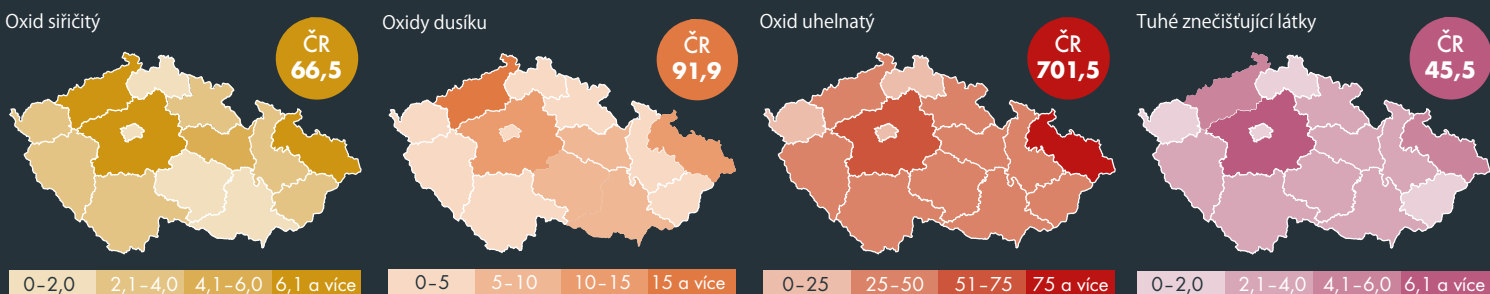 Oxid siřičitý
ČR
66,5
0–2,0
2,1–4,0
4,1–6,0
6,1 a více
Oxidy dusíku
ČR
91,9
0–5
5–10
10–15
15 a více
Oxid uhelnatý
ČR
701,5
0–25
25–50
51–75
75 a více
Tuhé znečišťující látky
ČR
45,5
0–2,0
2,1–4,0
4,1–6,0
6,1 a více